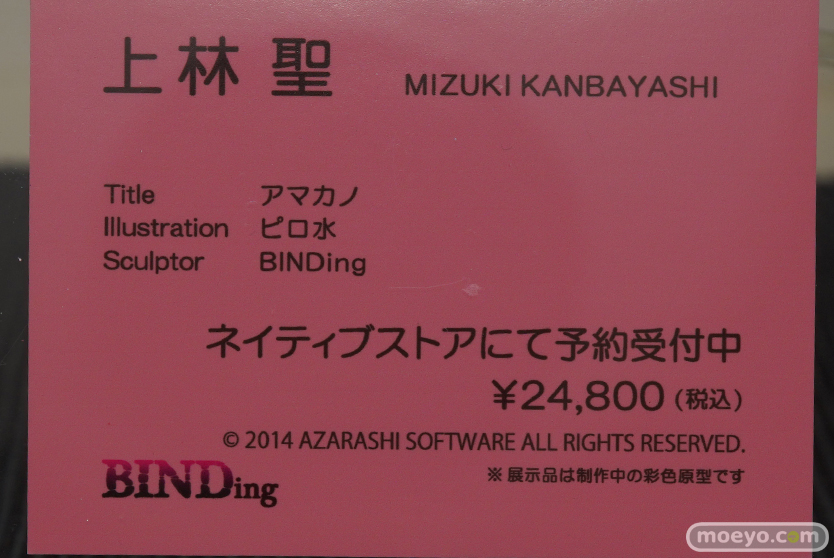 上林 聖 MIZUKI KANBAYASHI
Title アマカノ
Illustration ピロ水
Sculptor BINDing
ネイティブストアにて予約受付中
¥24,800 (税込)
© 2014 AZARASHI SOFTWARE ALL RIGHTS RESERVED.
BINDing ※展示品は制作中の彩色原型です
moeyo.com